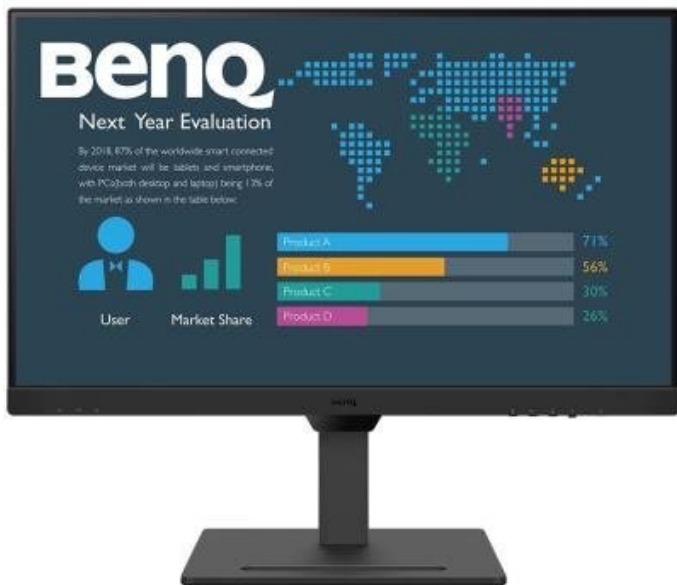 BenQ
Next Year Evaluation
By 2018, 87% of the worldwide smart connected
device market will be tablets and smartphone,
with PCs(both desktop and laptop) being 13% of
the market as shown in the table below:
Product A 71%
Product B 56%
Product C 30%
Product D 26%
User Market Share
BenQ